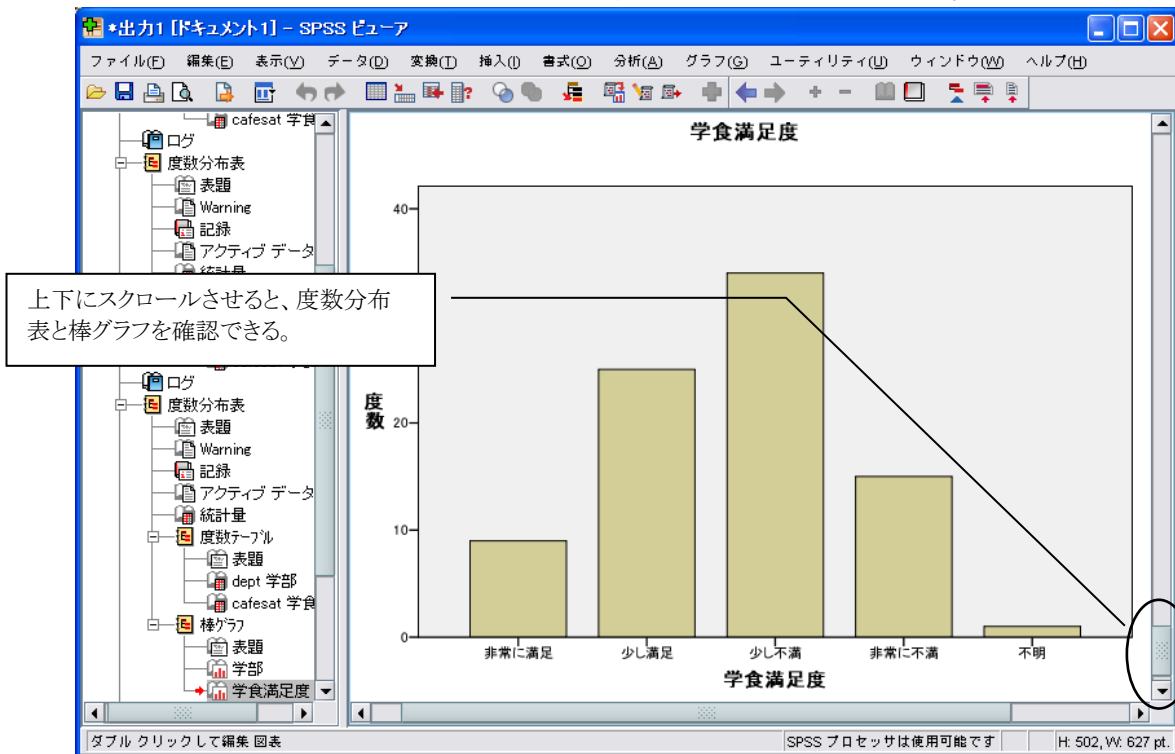 *出力1 [ドキュメント1] - SPSS ビューア
ファイル(F) 編集(E) 表示(V) データ(D) 変換(T) 挿入(I) 書式(O) 分析(A) グラフ(G) ユーティリティ(U) ウィンドウ(W) ヘルプ(H)
cafesat 学食
ログ
度数分布表
表題
Warning
記録
アクティブ データ
統計量
上下にスクロールさせると、度数分布
表と棒グラフを確認できる。
ログ
度数分布表
表題
Warning
記録
アクティブ データ
統計量
度数テーブル
表題
dept 学部
cafesat 学食
棒グラフ
表題
学部
学食満足度
学食満足度
40
20
10
0
度数
非常に満足 少し満足 少し不満 非常に不満 不明
学食満足度
ダブル クリックして編集 図表 SPSS プロセッサは使用可能です H: 502, W: 627 pt.